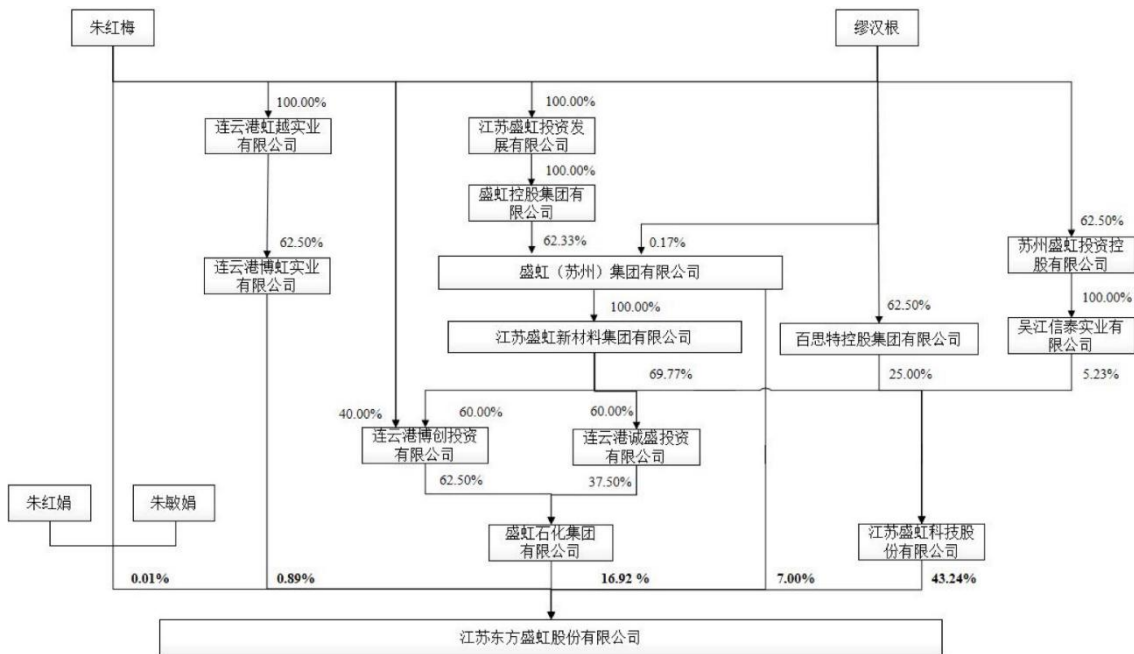 朱红梅
缪汉根
100.00%
100.00%
连云港虹越实业
有限公司
江苏盛虹投资发
展有限公司
100.00%
盛虹控股集团有
限公司
62.50%
62.50%
62.33%
0.17%
苏州盛虹投资控
股有限公司
连云港博虹实业
有限公司
盛虹（苏州）集团有限公司
100.00%
62.50%
100.00%
江苏盛虹新材料集团有限公司
百思特控股集团有限公司
吴江信泰实业有
限公司
69.77%
25.00%
5.23%
40.00%
60.00%
60.00%
连云港博创投资
有限公司
连云港诚盛投资
有限公司
62.50%
37.50%
朱红娟
朱敏娟
盛虹石化集团
有限公司
江苏盛虹科技股
份有限公司
0.01%
0.89%
16.92 %
7.00%
43.24%
江苏东方盛虹股份有限公司